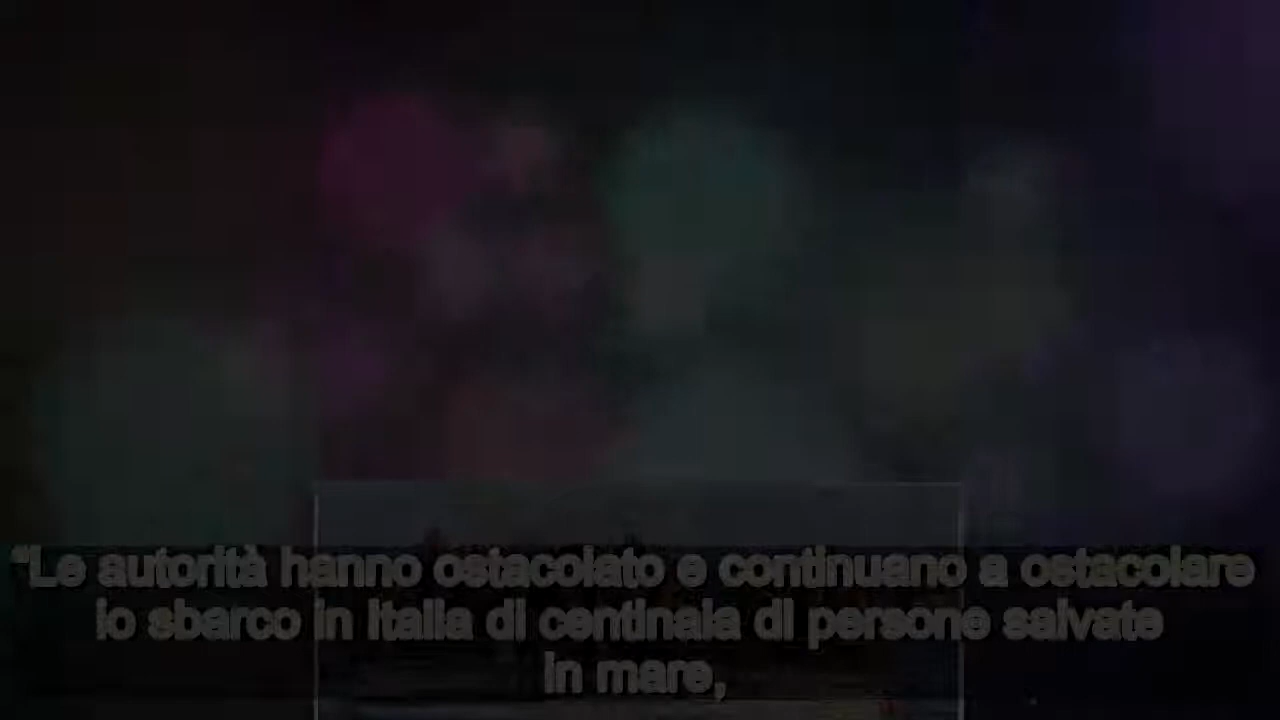 “Le autorità hanno ostacolato e continuano a ostacolare
lo sbarco in Italia di centinaia di persone salvate
in mare,